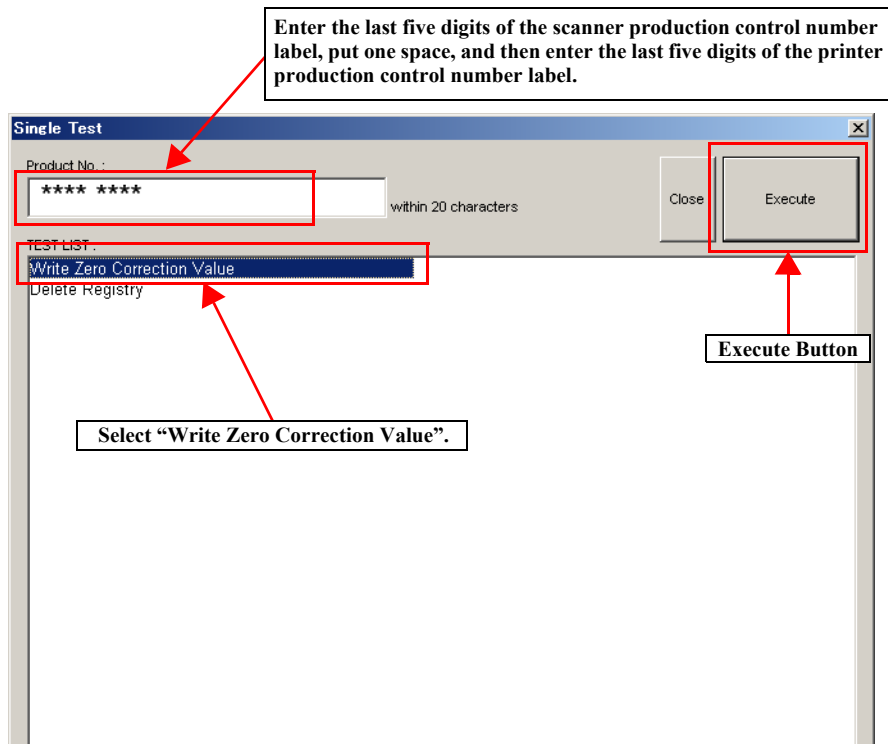 Enter the last five digits of the scanner production control number
label, put one space, and then enter the last five digits of the printer
production control number label.
Single Test
Product No. :
**** ****
within 20 characters
Close
Execute
TEST LIST :
Write Zero Correction Value
Delete Registry
Execute Button
Select “Write Zero Correction Value”.